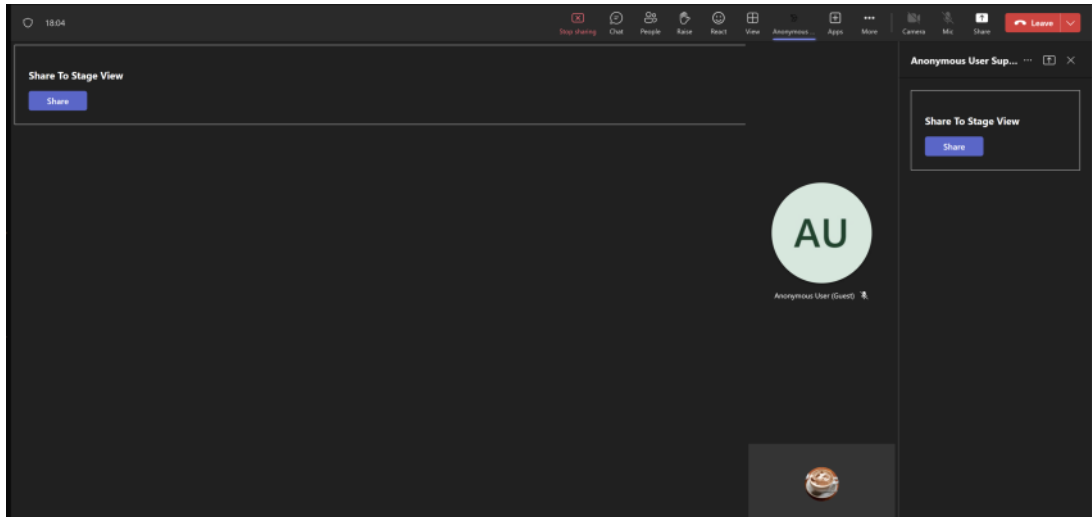 18:04
Stop sharing
Chat
People
Raise
React
View
Anonymous ...
Apps
More
Camera
Mic
Share
Leave
Share To Stage View
Share
AU
Anonymous User (Guest)
Anonymous User Sup... ...
Share To Stage View
Share